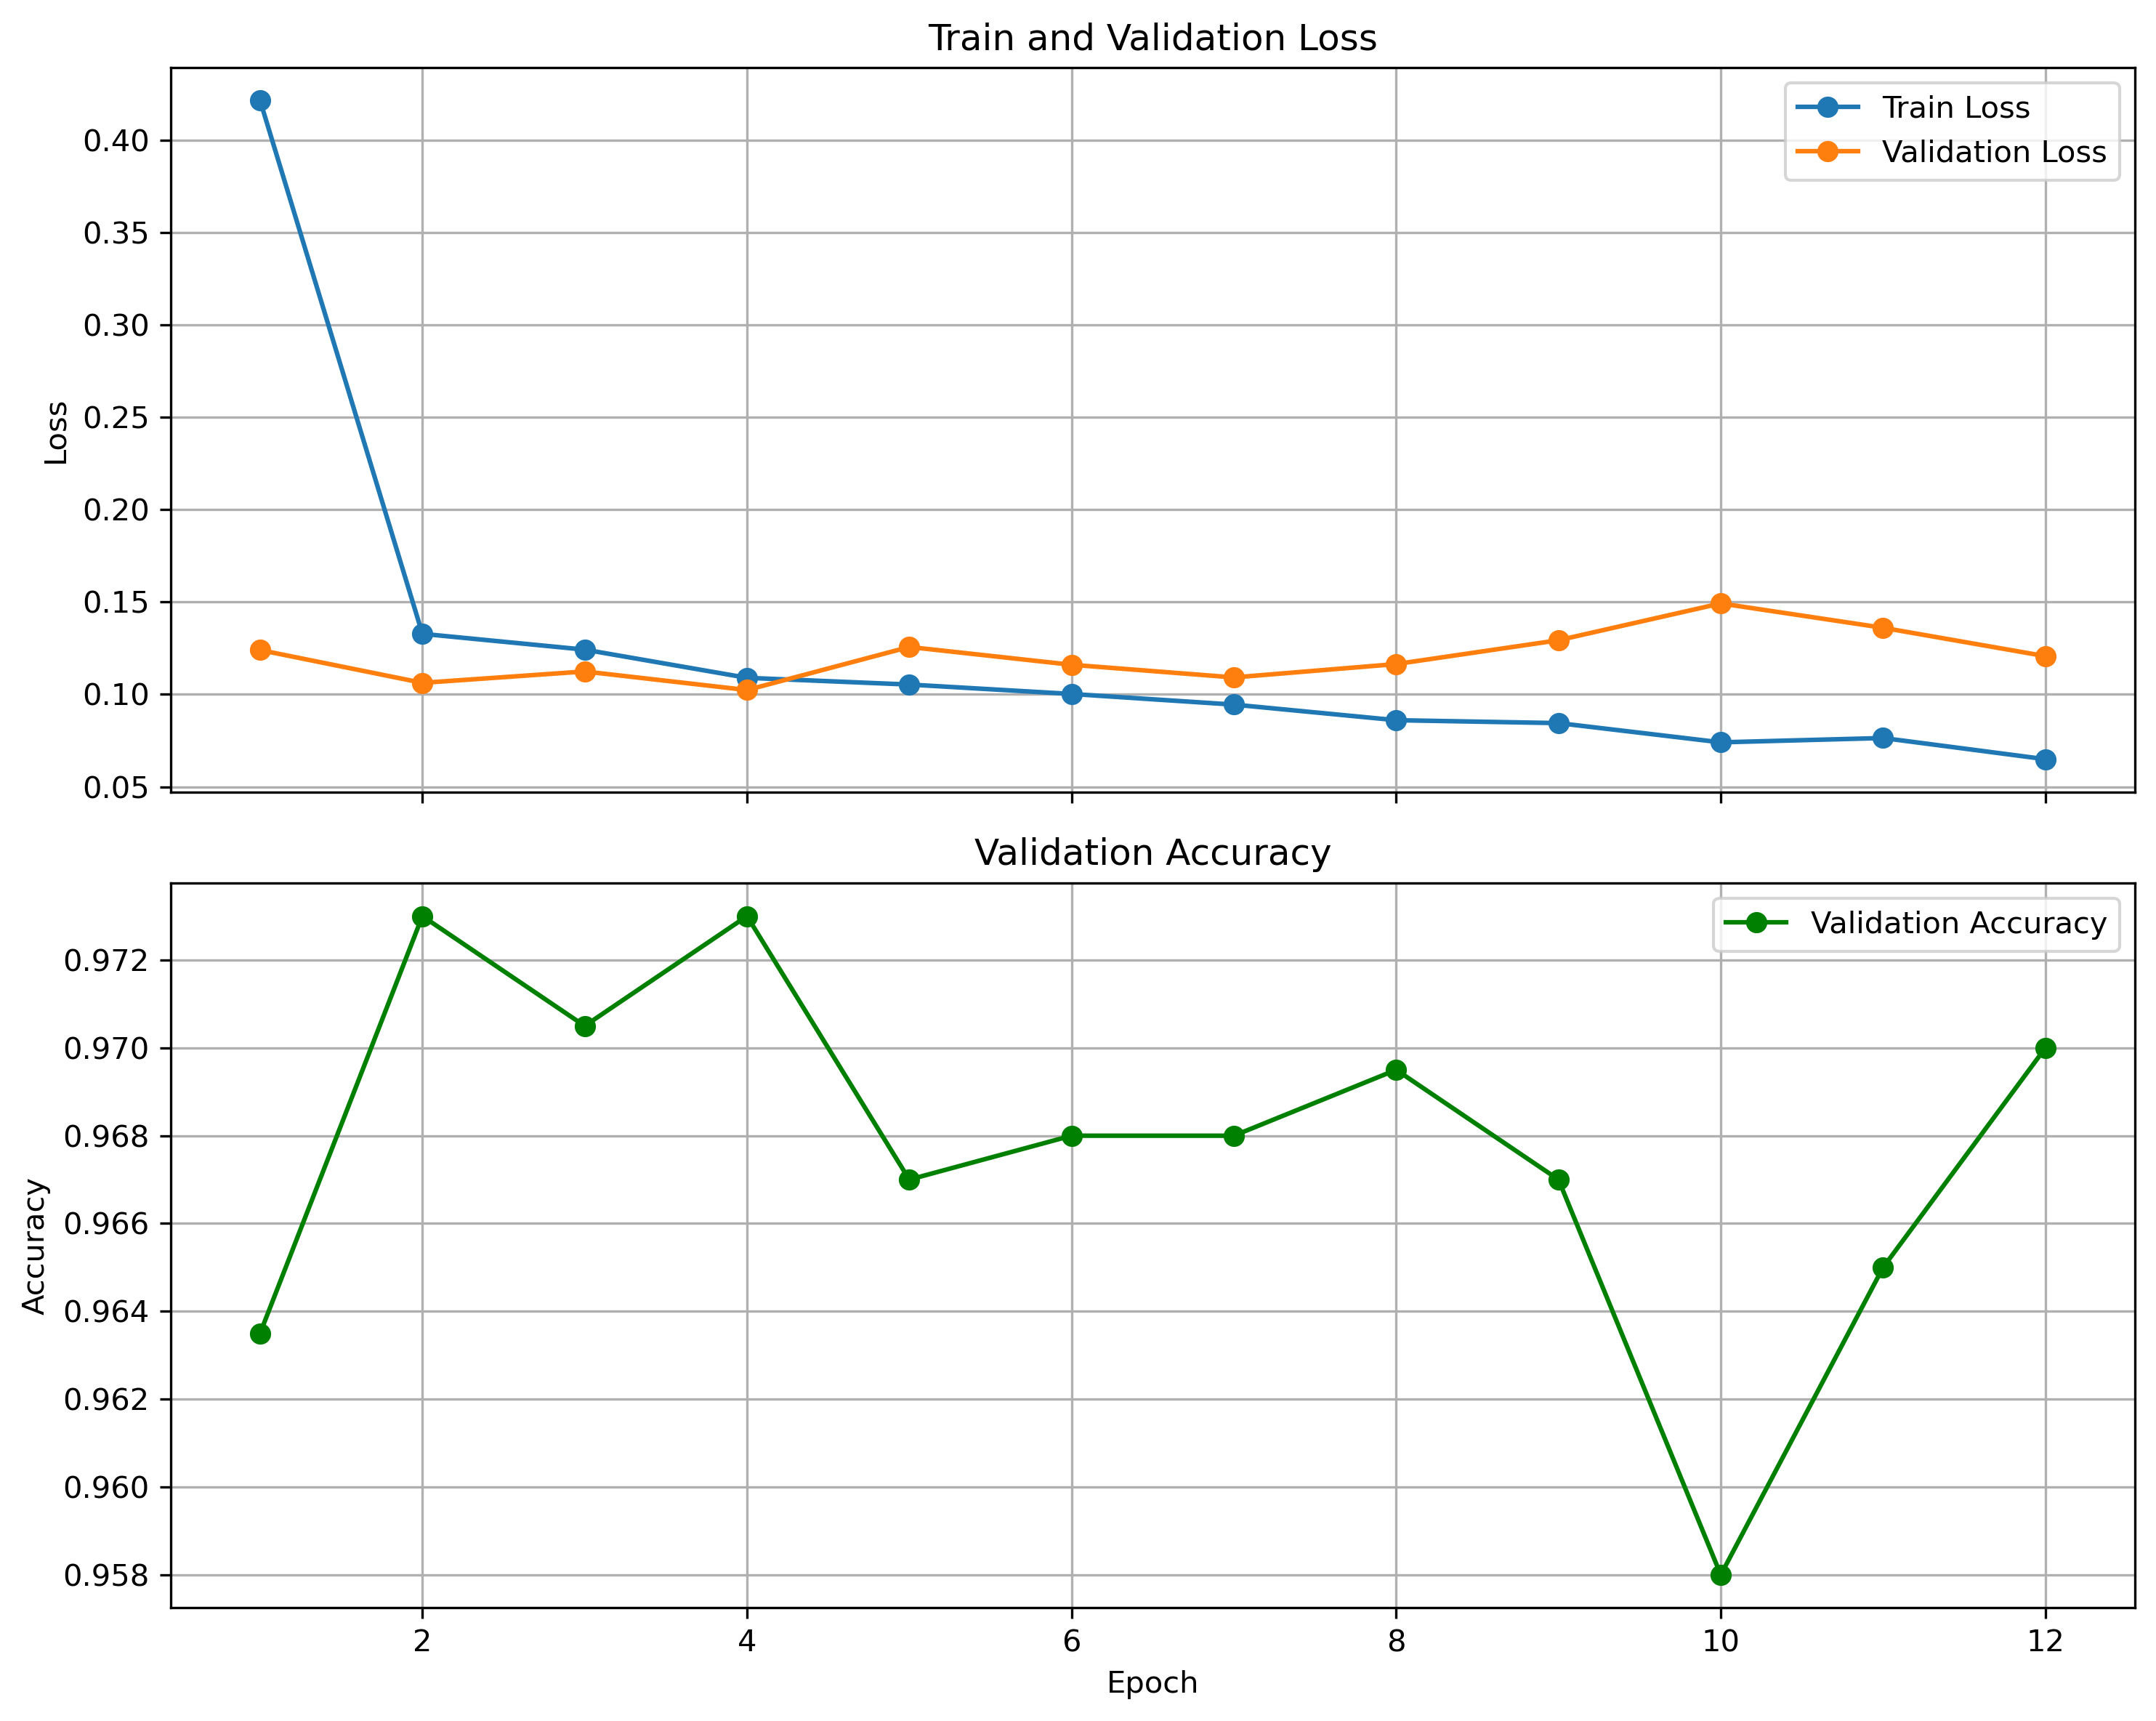 Train and Validation Loss
Train Loss
Validation Loss
0.40
0.35
0.30
0.25
0.20
0.15
0.10
0.05
Loss
Validation Accuracy
Validation Accuracy
0.972
0.970
0.968
0.966
0.964
0.962
0.960
0.958
Accuracy
2 4 6 8 10 12
Epoch